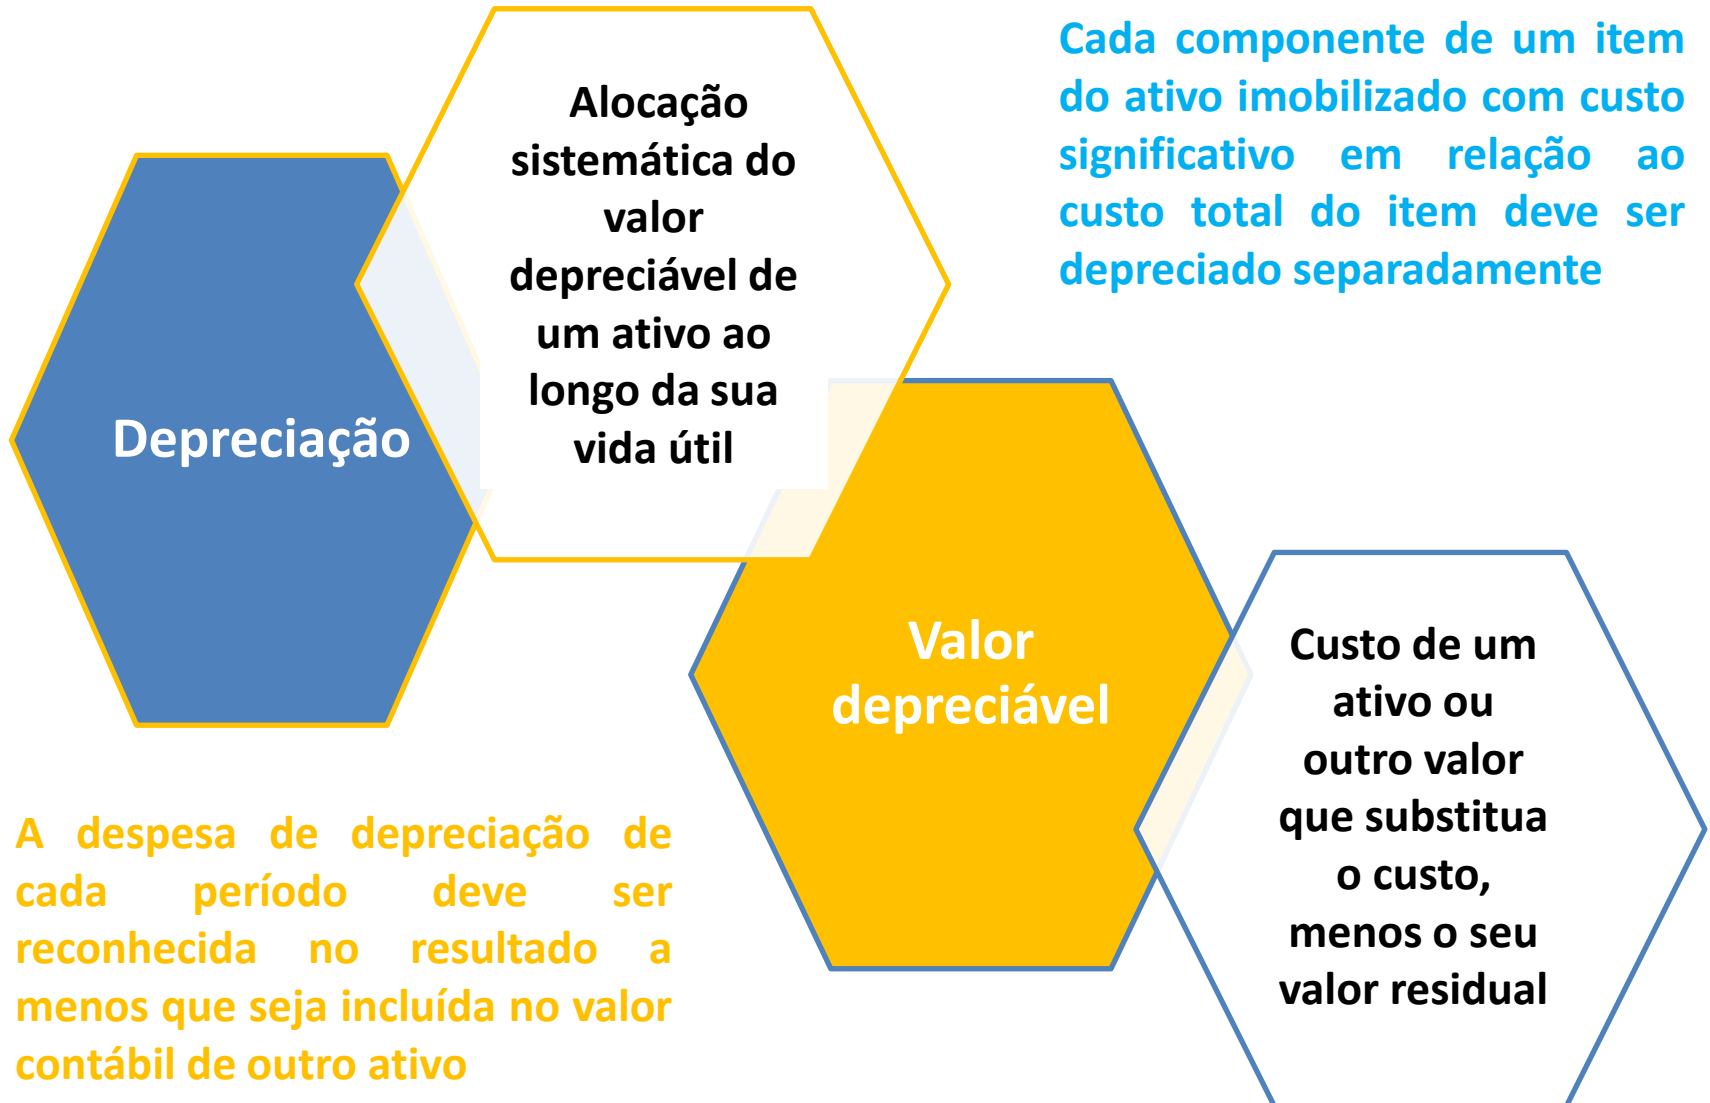 Depreciação
Alocação
sistemática do
valor
depreciável de
um ativo ao
longo da sua
vida útil
Cada componente de um item
do ativo imobilizado com custo
significativo em relação ao
custo total do item deve ser
depreciado separadamente
Valor
depreciável
Custo de um
ativo ou
outro valor
que substitua
o custo,
menos o seu
valor residual
A despesa de depreciação de
cada período deve ser
reconhecida no resultado a
menos que seja incluída no valor
contábil de outro ativo